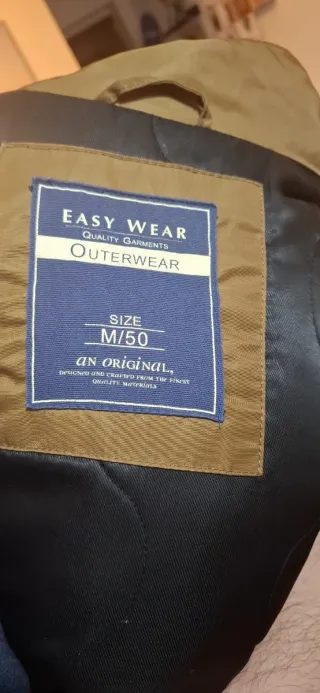 EASY WEAR
QUALITY GARMENTS
OUTERWEAR
SIZE
M/50
AN ORIGINAL,
DESIGNED AND CRAFTED FROM THE FINEST
QUALITY MATERIALS